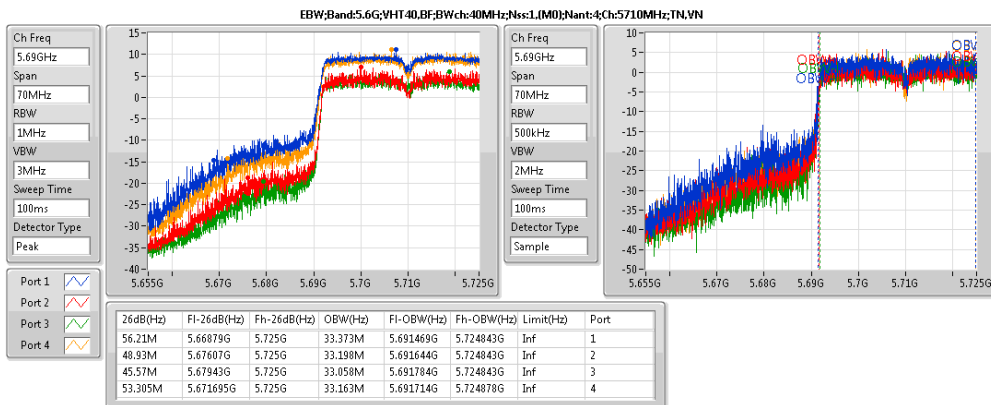 EBW;Band:5.6G;VHT40,BF;BWch:40MHz;Nss:1,(M0);Nant:4;Ch:5710MHz;TN,VN
Ch Freq
5.69GHz
Span
70MHz
RBW
1MHz
VBW
3MHz
Sweep Time
100ms
Detector Type
Peak
15
10
5
0
-5
-10
-15
-20
-25
-30
-35
-40
5.655G 5.67G 5.68G 5.69G 5.7G 5.71G 5.725G
Ch Freq
5.69GHz
Span
70MHz
RBW
500kHz
VBW
2MHz
Sweep Time
100ms
Detector Type
Sample
10
5
0
-5
-10
-15
-20
-25
-30
-35
-40
-45
-50
5.655G 5.67G 5.68G 5.69G 5.7G 5.71G 5.725G
Port 1
Port 2
Port 3
Port 4
26dB(Hz) Fl-26dB(Hz) Fh-26dB(Hz) OBW(Hz) Fl-OBW(Hz) Fh-OBW(Hz) Limit(Hz) Port
56.21M 5.66879G 5.725G 33.373M 5.691469G 5.724843G Inf 1
48.93M 5.67607G 5.725G 33.198M 5.691644G 5.724843G Inf 2
45.57M 5.67943G 5.725G 33.058M 5.691784G 5.724843G Inf 3
53.305M 5.671695G 5.725G 33.163M 5.691714G 5.724878G Inf 4